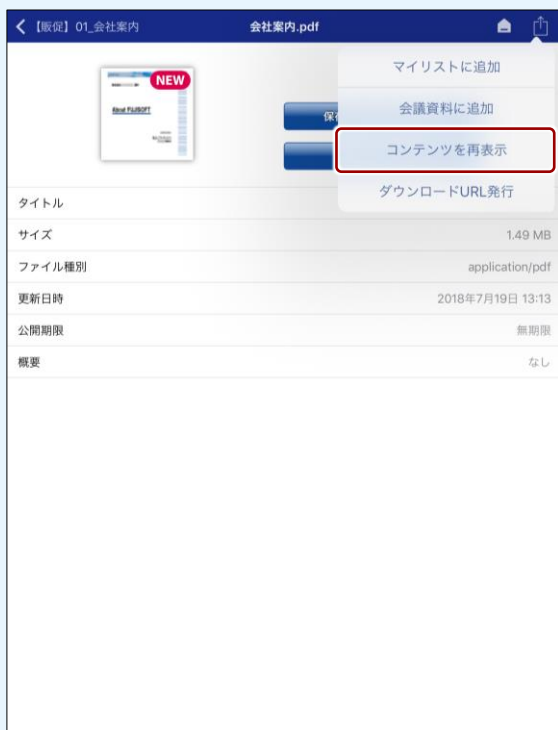 【販促】01_会社案内
会社案内.pdf
NEW
About FUJISOFT
マイリストに追加
会議資料に追加
コンテンツを再表示
ダウンロードURL発行
タイトル
サイズ
1.49 MB
ファイル種別
application/pdf
更新日時
2018年7月19日 13:13
公開期限
無期限
概要
なし